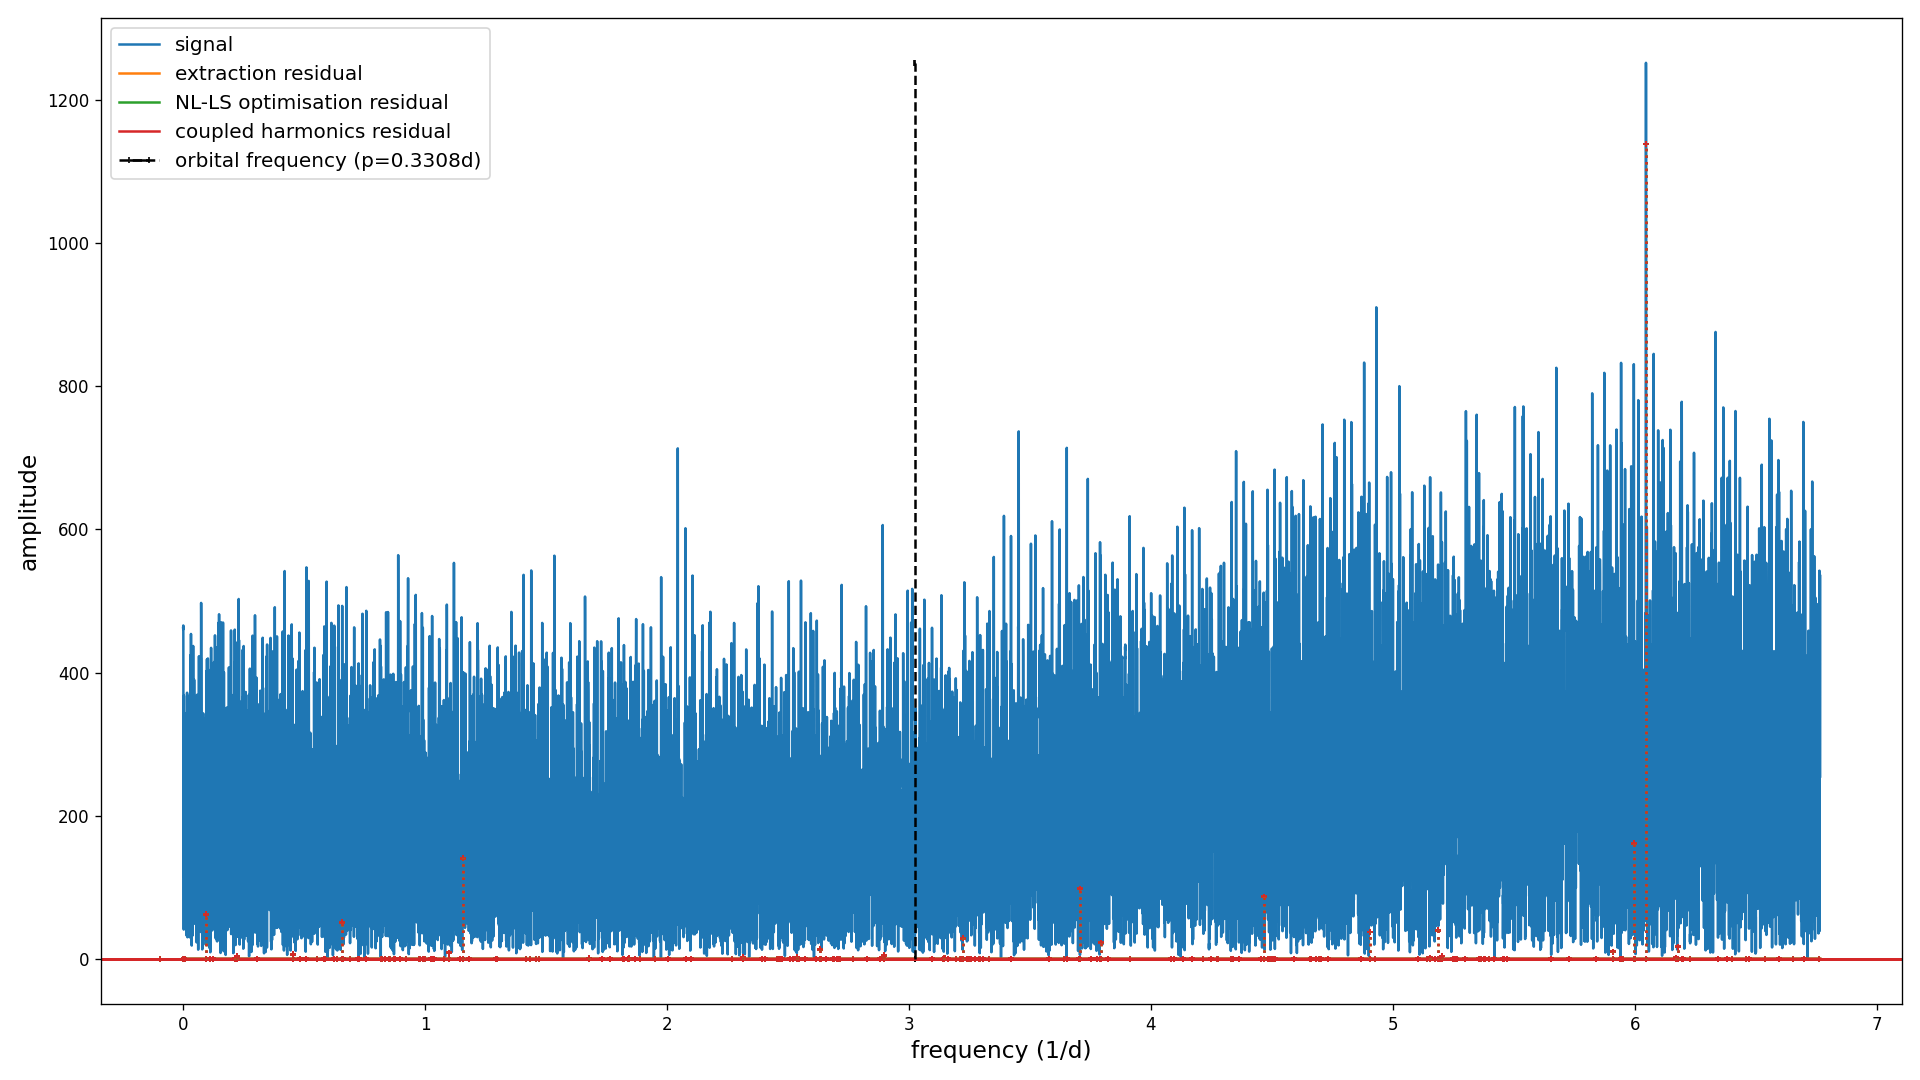 signal
extraction residual
NL-LS optimisation residual
coupled harmonics residual
orbital frequency (p=0.3308d)
amplitude
1200
1000
800
600
400
200
0
0 1 2 3 4 5 6 7
frequency (1/d)